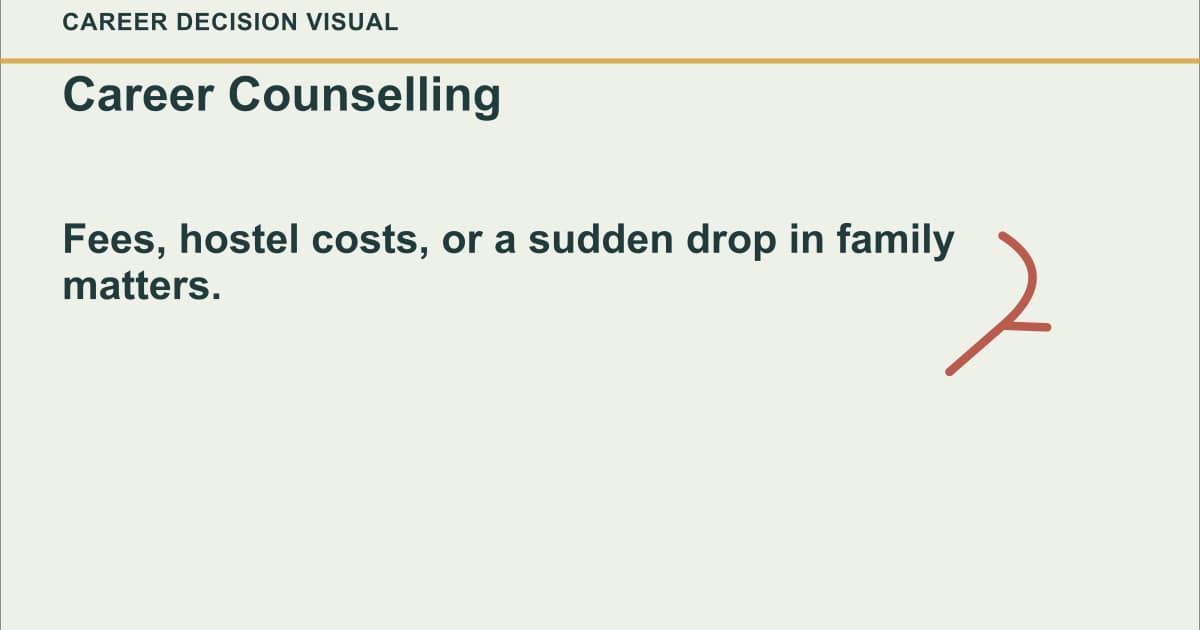 CAREER DECISION VISUAL
Career Counselling
Fees, hostel costs, or a sudden drop in family
matters.